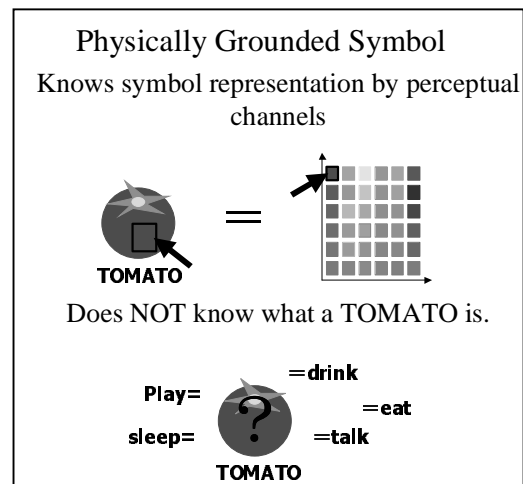 Physically Grounded Symbol
Knows symbol representation by perceptual
channels
=
TOMATO
Does NOT know what a TOMATO is.
=drink
Play=
=eat
?
sleep=
=talk
TOMATO